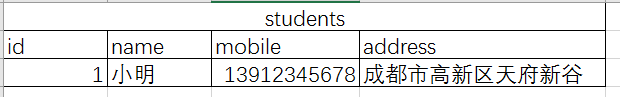 students
id name mobile address
1 小明 13912345678 成都市高新区天府新谷